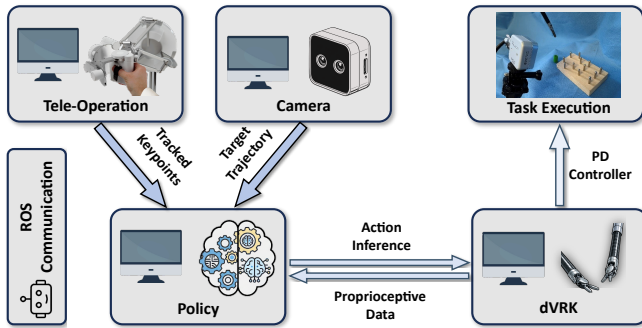 Tele-Operation
Camera
Task Execution
Tracked
Keypoints
Target
Trajectory
PD
Controller
ROS
Communication
Action
Inference
Proprioceptive
Data
Policy
dVRK